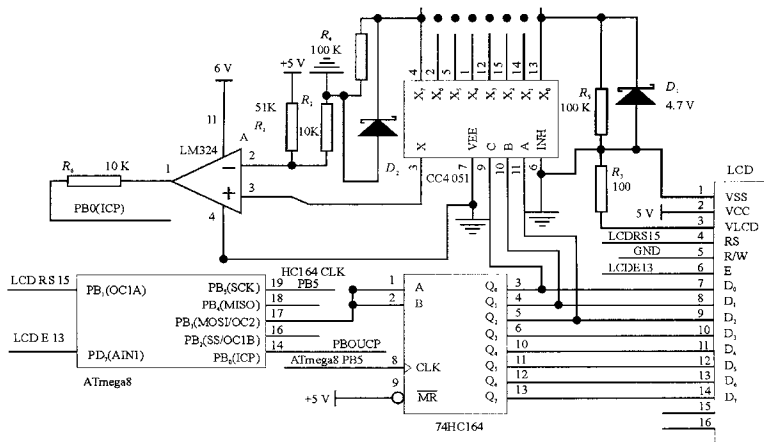 R₄
100 K
+5 V
6 V
11
51K
R₁
R₂
10K
A
LM324
2
1
3
4
R₆
10 K
PB0(ICP)
D₂
4 2 5 1 12 15 14 13
X₇ X₆ X₅ X₄ X₃ X₂ X₁ X₀
X VEE C B A INH
3 7 9 10 11 6
CC4051
R₅
100 K
D₁
4.7 V
R₃
100
LCD
1 VSS
5 V 2 VCC
3 VLCD
LCDRS15 4 RS
GND 5 R/W
LCDE13 6 E
7 D₀
8 D₁
9 D₂
10 D₃
11 D₄
12 D₅
13 D₆
14 D₇
15
16
LCD RS 15
PB₁(OC1A)
LCD E 13
PD₇(AIN1)
HC164 CLK
PB₅(SCK) 19 PB5
PB₄(MISO) 18
PB₃(MOSI/OC2) 17
PB₂(SS/OC1B) 16
PB₀(ICP) 14 PBOUCP
ATmega8
1 A
2 B
ATmega8 PB5 8 CLK
9
+5 V MR
Q₀ 3
Q₁ 4
Q₂ 5
Q₃ 6
Q₄ 10
Q₅ 11
Q₆ 12
Q₇ 13
74HC164